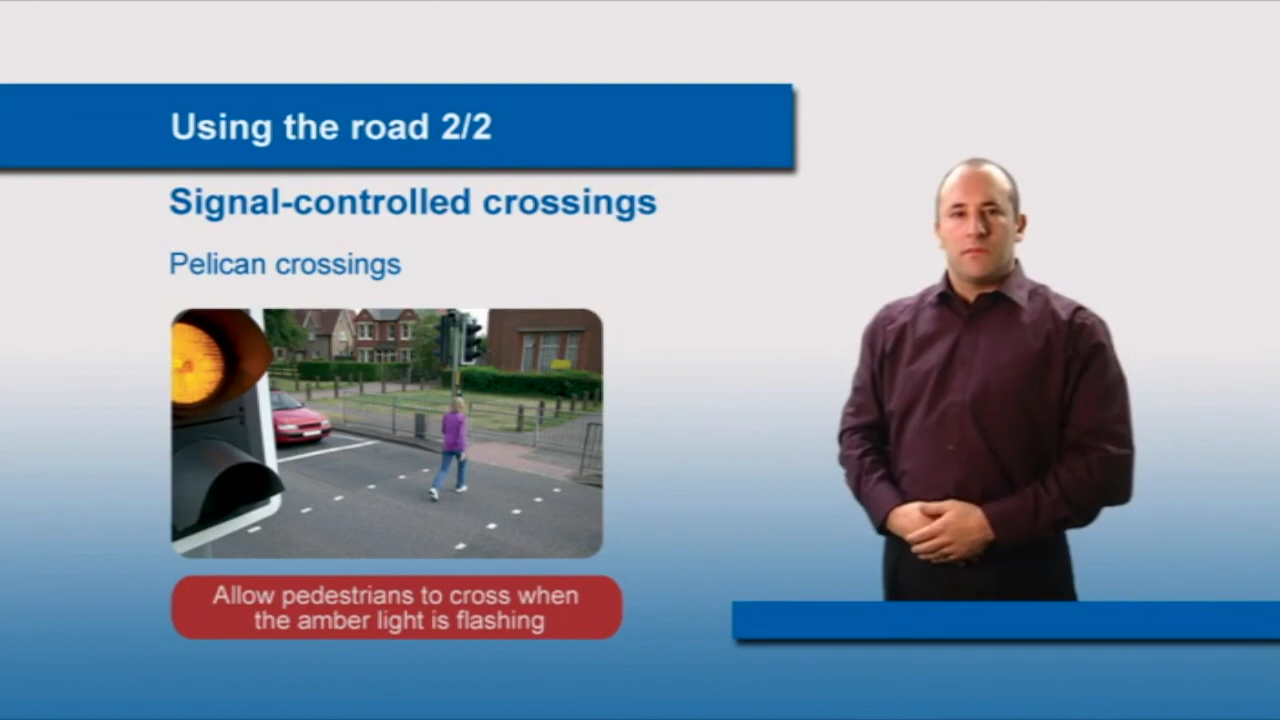 Using the road 2/2
Signal-controlled crossings
Pelican crossings
Allow pedestrians to cross when
the amber light is flashing